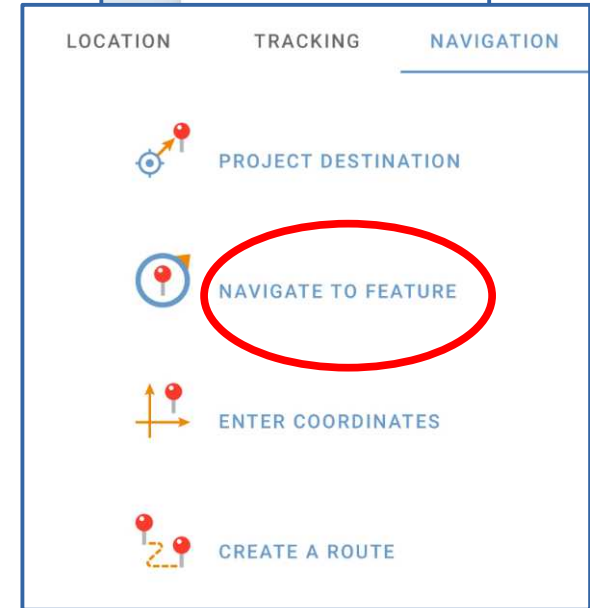 LOCATION TRACKING NAVIGATION
PROJECT DESTINATION
NAVIGATE TO FEATURE
ENTER COORDINATES
CREATE A ROUTE